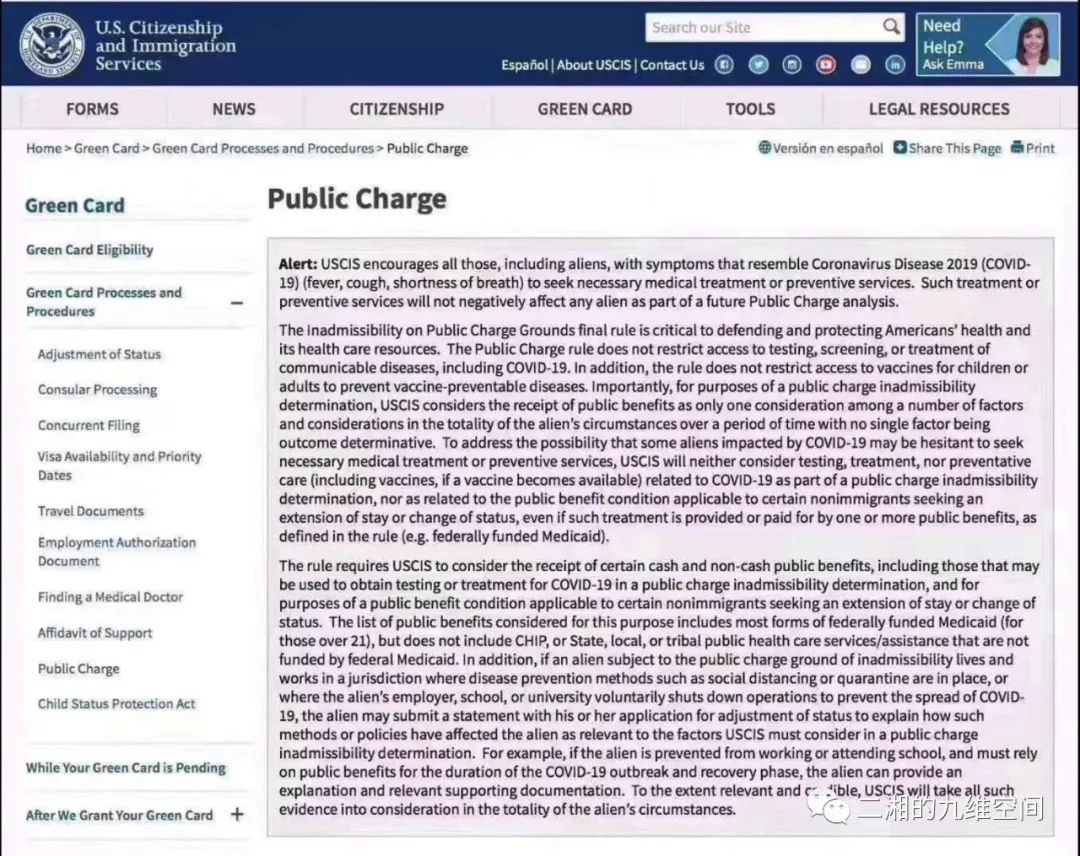 U.S. Citizenship
and Immigration
Services
Search our Site
Need
Help?
Ask Emma
Español | About USCIS | Contact Us
FORMS NEWS CITIZENSHIP GREEN CARD TOOLS LEGAL RESOURCES
Home > Green Card > Green Card Processes and Procedures > Public Charge
Versión en español Share This Page Print
Green Card
Green Card Eligibility
Green Card Processes and
Procedures
Adjustment of Status
Consular Processing
Concurrent Filing
Visa Availability and Priority
Dates
Travel Documents
Employment Authorization
Document
Finding a Medical Doctor
Affidavit of Support
Public Charge
Child Status Protection Act
While Your Green Card is Pending
After We Grant Your Green Card
Public Charge
Alert: USCIS encourages all those, including aliens, with symptoms that resemble Coronavirus Disease 2019 (COVID-
19) (fever, cough, shortness of breath) to seek necessary medical treatment or preventive services. Such treatment or
preventive services will not negatively affect any alien as part of a future Public Charge analysis.
The Inadmissibility on Public Charge Grounds final rule is critical to defending and protecting Americans' health and
its health care resources. The Public Charge rule does not restrict access to testing, screening, or treatment of
communicable diseases, including COVID-19. In addition, the rule does not restrict access to vaccines for children or
adults to prevent vaccine-preventable diseases. Importantly, for purposes of a public charge inadmissibility
determination, USCIS considers the receipt of public benefits as only one consideration among a number of factors
and considerations in the totality of the alien's circumstances over a period of time with no single factor being
outcome determinative. To address the possibility that some aliens impacted by COVID-19 may be hesitant to seek
necessary medical treatment or preventive services, USCIS will neither consider testing, treatment, nor preventative
care (including vaccines, if a vaccine becomes available) related to COVID-19 as part of a public charge inadmissibility
determination, nor as related to the public benefit condition applicable to certain nonimmigrants seeking an
extension of stay or change of status, even if such treatment is provided or paid for by one or more public benefits, as
defined in the rule (e.g. federally funded Medicaid).
The rule requires USCIS to consider the receipt of certain cash and non-cash public benefits, including those that may
be used to obtain testing or treatment for COVID-19 in a public charge inadmissibility determination, and for
purposes of a public benefit condition applicable to certain nonimmigrants seeking an extension of stay or change of
status. The list of public benefits considered for this purpose includes most forms of federally funded Medicaid (for
those over 21), but does not include CHIP, or State, local, or tribal public health care services/assistance that are not
funded by federal Medicaid. In addition, if an alien subject to the public charge ground of inadmissibility lives and
works in a jurisdiction where disease prevention methods such as social distancing or quarantine are in place, or
where the alien's employer, school, or university voluntarily shuts down operations to prevent the spread of COVID-
19, the alien may submit a statement with his or her application for adjustment of status to explain how such
methods or policies have affected the alien as relevant to the factors USCIS must consider in a public charge
inadmissibility determination. For example, if the alien is prevented from working or attending school, and must rely
on public benefits for the duration of the COVID-19 outbreak and recovery phase, the alien can provide an
explanation and relevant supporting documentation. To the extent relevant and USCIS will take all such
evidence into consideration in the totality of the alien's circumstances.
二湘的九维空间